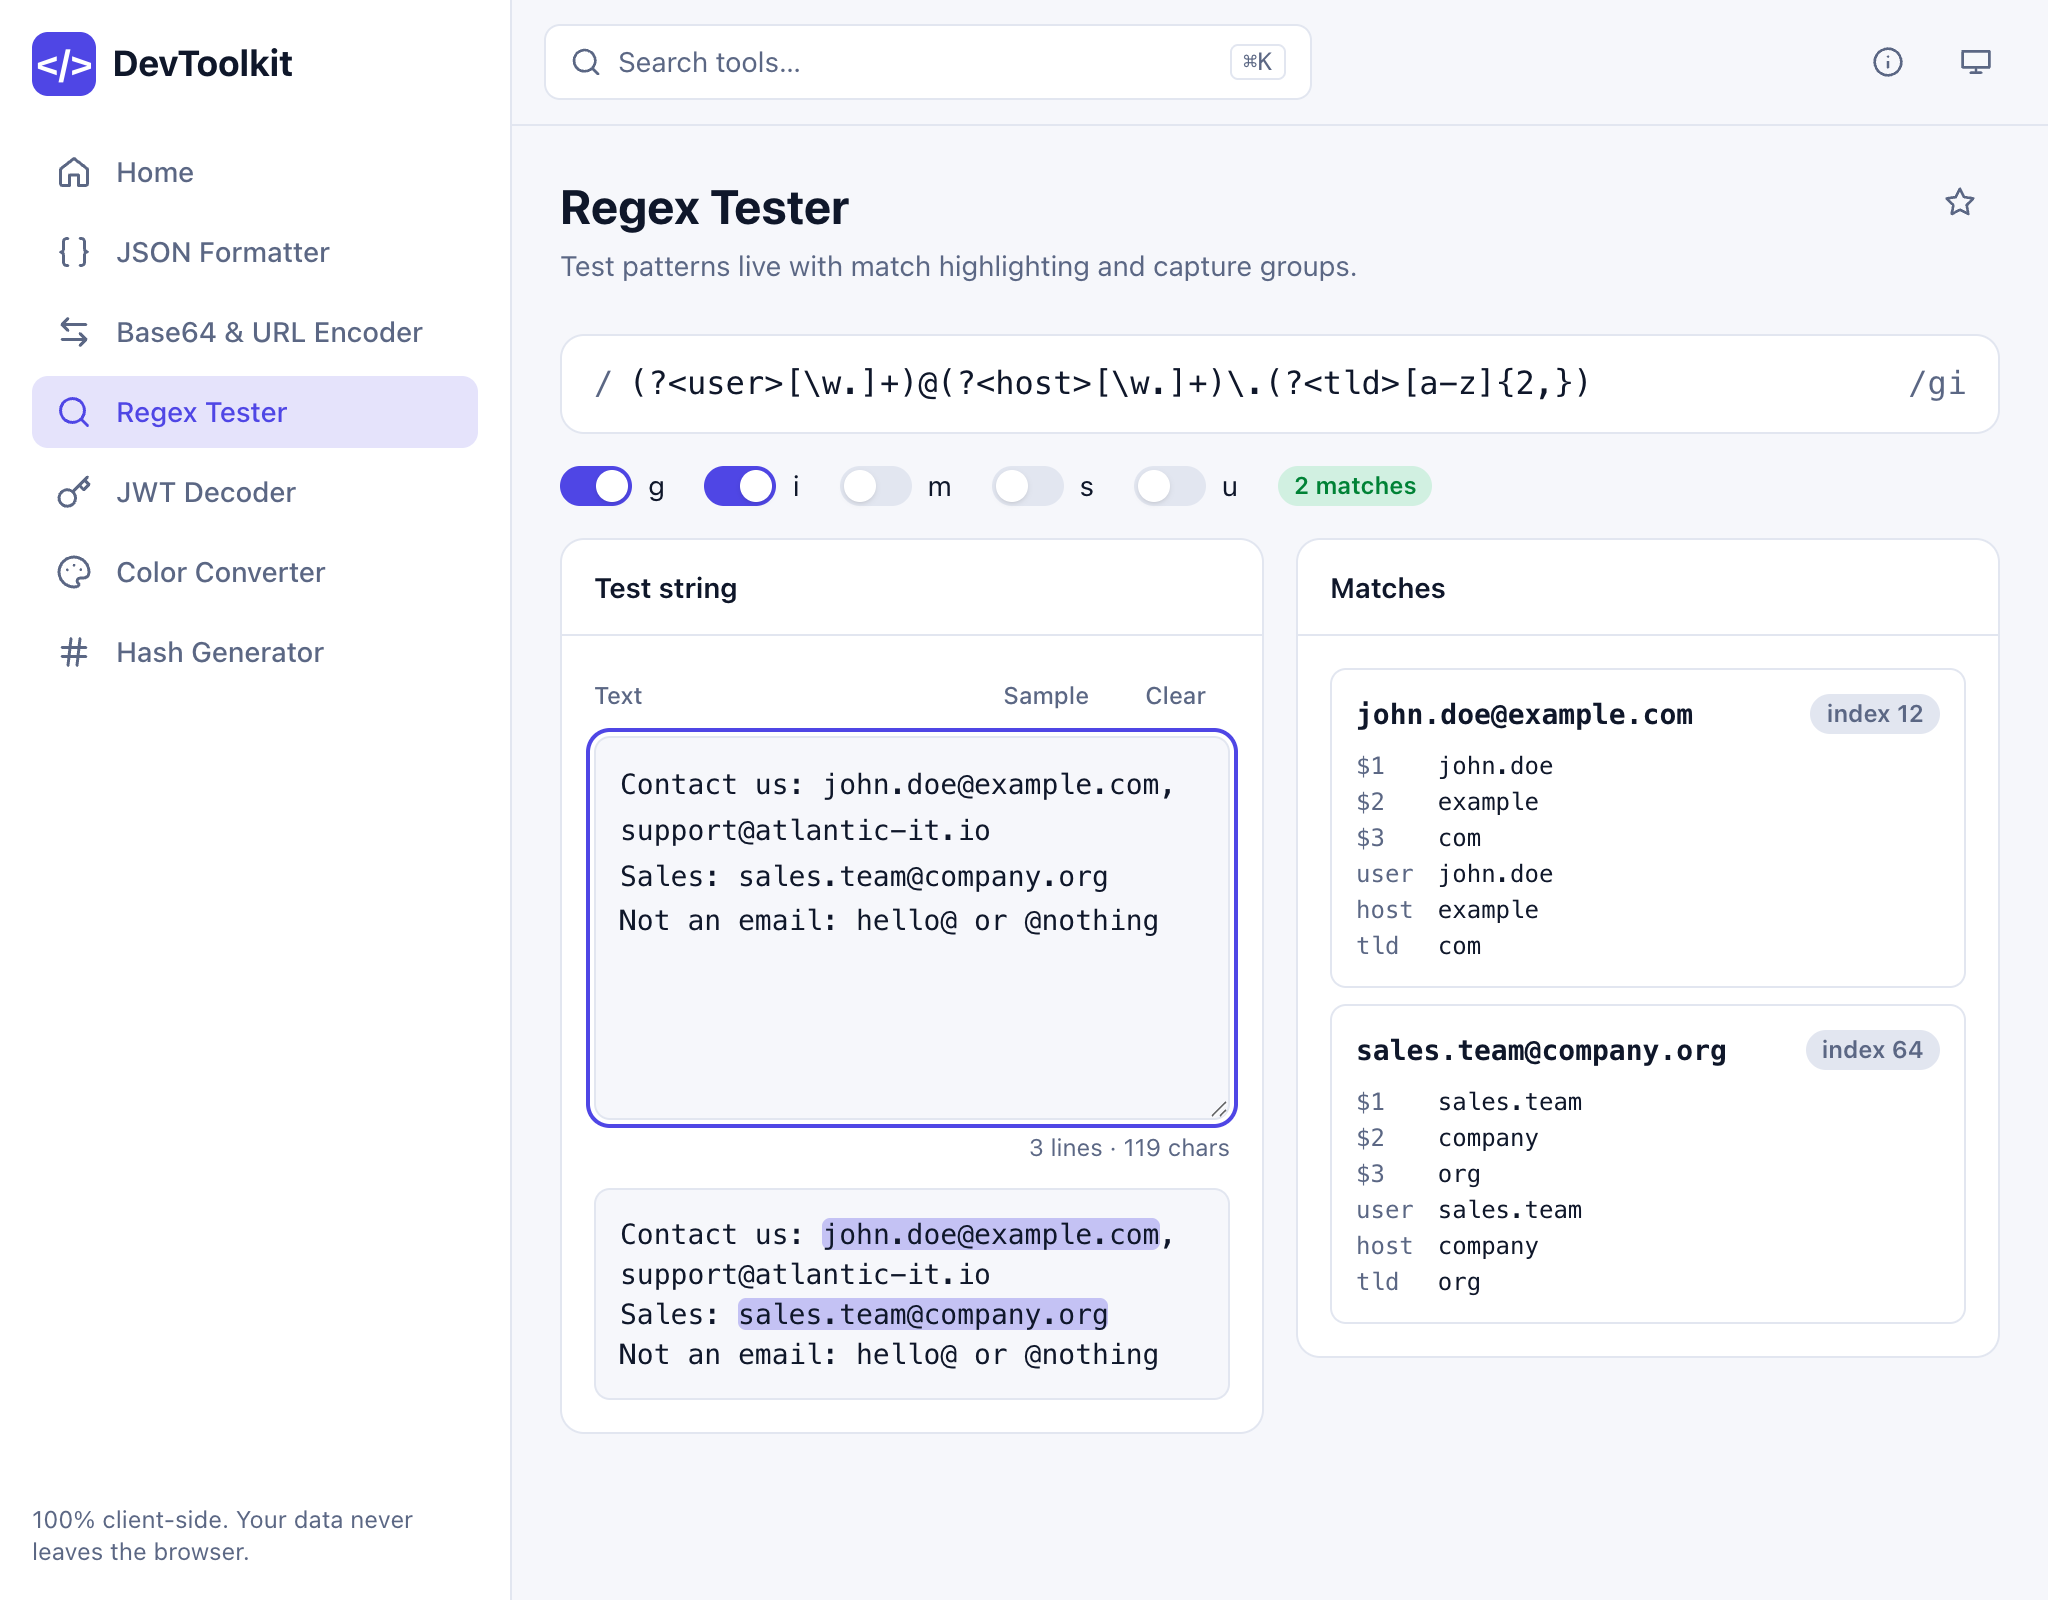 </> DevToolkit
Home
JSON Formatter
Base64 & URL Encoder
Regex Tester
JWT Decoder
Color Converter
Hash Generator
100% client-side. Your data never
leaves the browser.
Search tools... ⌘K
Regex Tester
Test patterns live with match highlighting and capture groups.
/ (?<user>[\w.]+)@(?<host>[\w.]+)\.(?<tld>[a-z]{2,}) /gi
g i m s u 2 matches
Test string
Text Sample Clear
Contact us: john.doe@example.com,
support@atlantic-it.io
Sales: sales.team@company.org
Not an email: hello@ or @nothing
3 lines · 119 chars
Contact us: john.doe@example.com,
support@atlantic-it.io
Sales: sales.team@company.org
Not an email: hello@ or @nothing
Matches
john.doe@example.com index 12
$1 john.doe
$2 example
$3 com
user john.doe
host example
tld com
sales.team@company.org index 64
$1 sales.team
$2 company
$3 org
user sales.team
host company
tld org